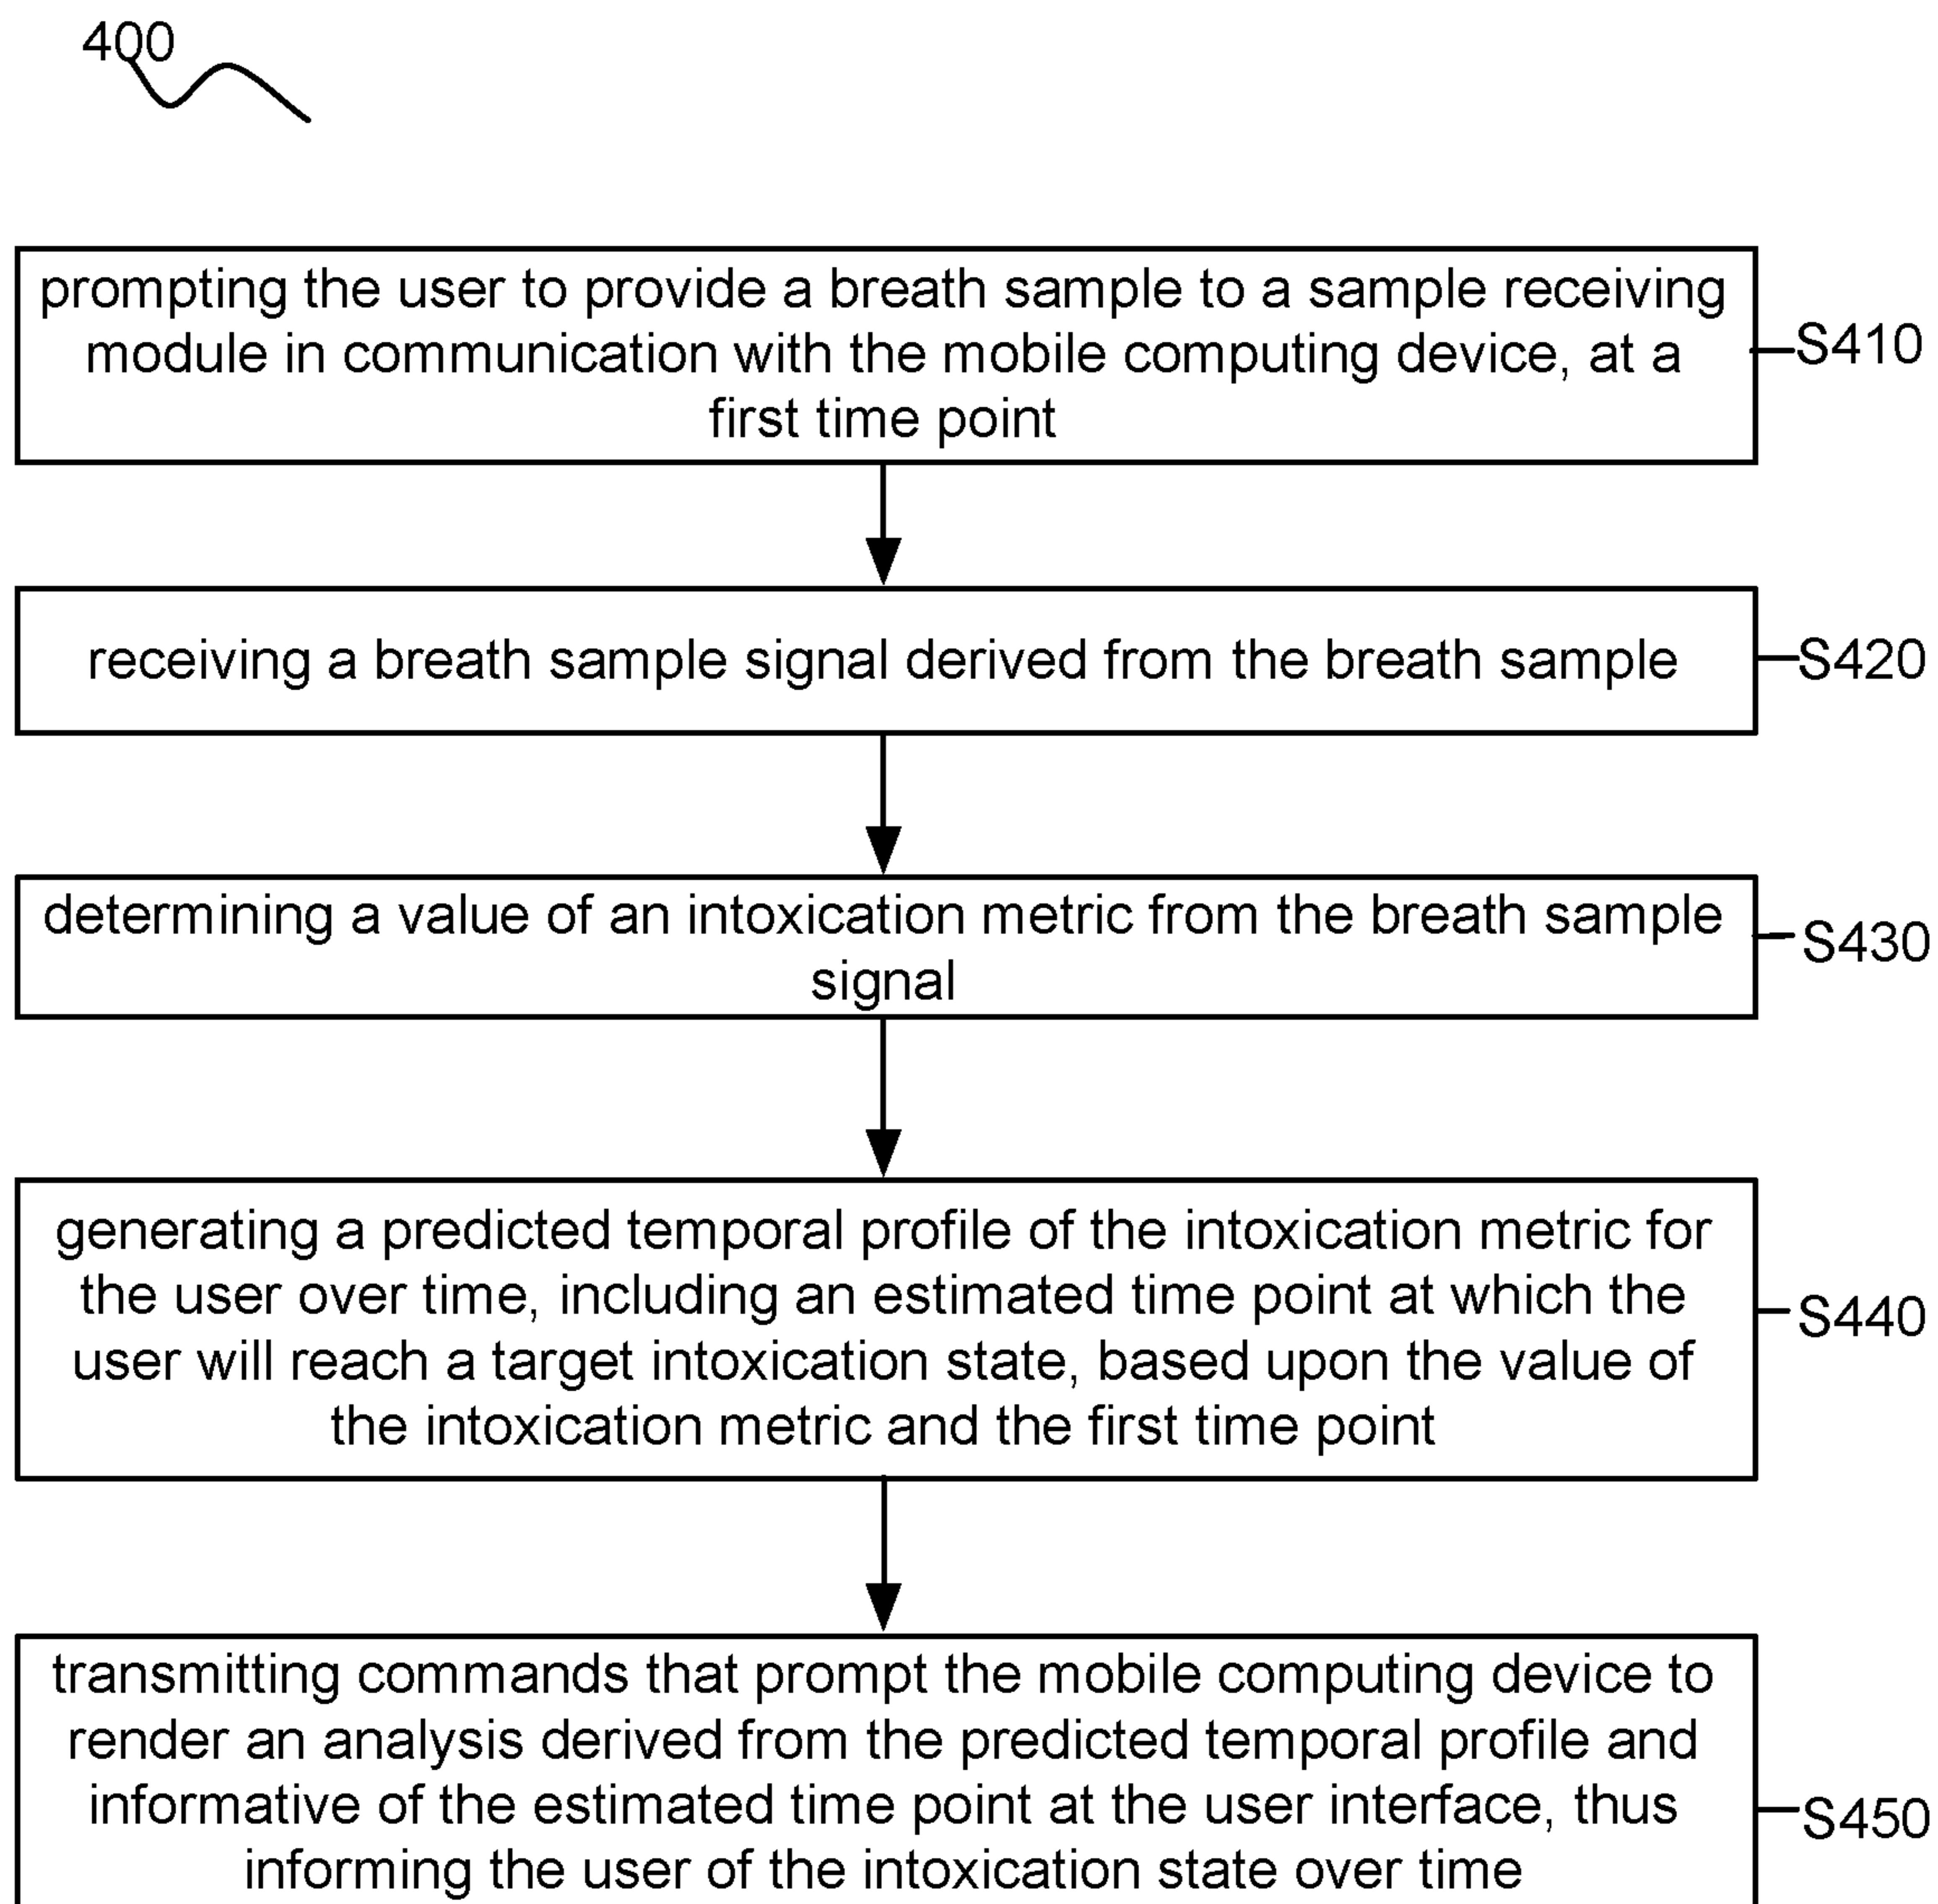 400
prompting the user to provide a breath sample to a sample receiving
module in communication with the mobile computing device, at a
first time point
S410
receiving a breath sample signal derived from the breath sample
S420
determining a value of an intoxication metric from the breath sample
signal
S430
generating a predicted temporal profile of the intoxication metric for
the user over time, including an estimated time point at which the
user will reach a target intoxication state, based upon the value of
the intoxication metric and the first time point
S440
transmitting commands that prompt the mobile computing device to
render an analysis derived from the predicted temporal profile and
informative of the estimated time point at the user interface, thus
informing the user of the intoxication state over time
S450